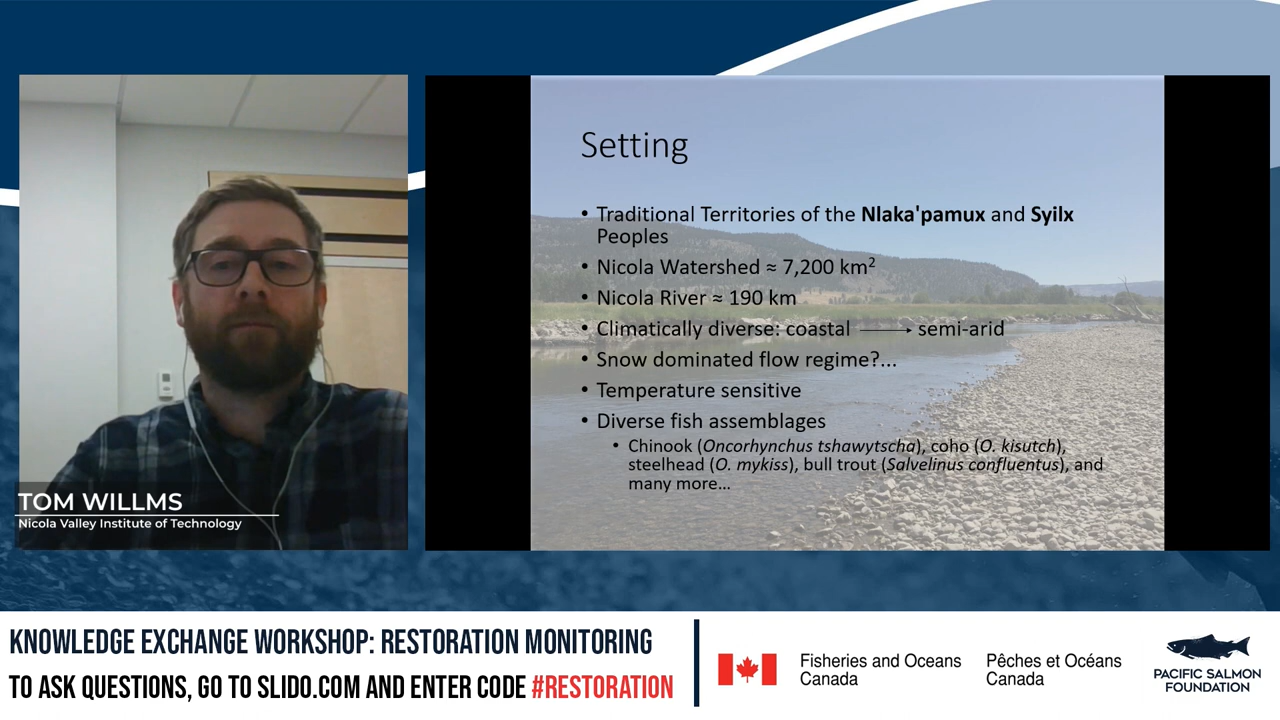 Setting
• Traditional Territories of the Nlaka'pamux and Syilx
Peoples
• Nicola Watershed ≈ 7,200 km²
• Nicola River ≈ 190 km
• Climatically diverse: coastal ⟶ semi-arid
• Snow dominated flow regime?...
• Temperature sensitive
• Diverse fish assemblages
• Chinook (Oncorhynchus tshawytscha), coho (O. kisutch),
steelhead (O. mykiss), bull trout (Salvelinus confluentus), and
many more...
TOM WILLMS
Nicola Valley Institute of Technology
KNOWLEDGE EXCHANGE WORKSHOP: RESTORATION MONITORING
TO ASK QUESTIONS, GO TO SLIDO.COM AND ENTER CODE #RESTORATION
Fisheries and Oceans
Canada
Pêches et Océans
Canada
PACIFIC SALMON
FOUNDATION